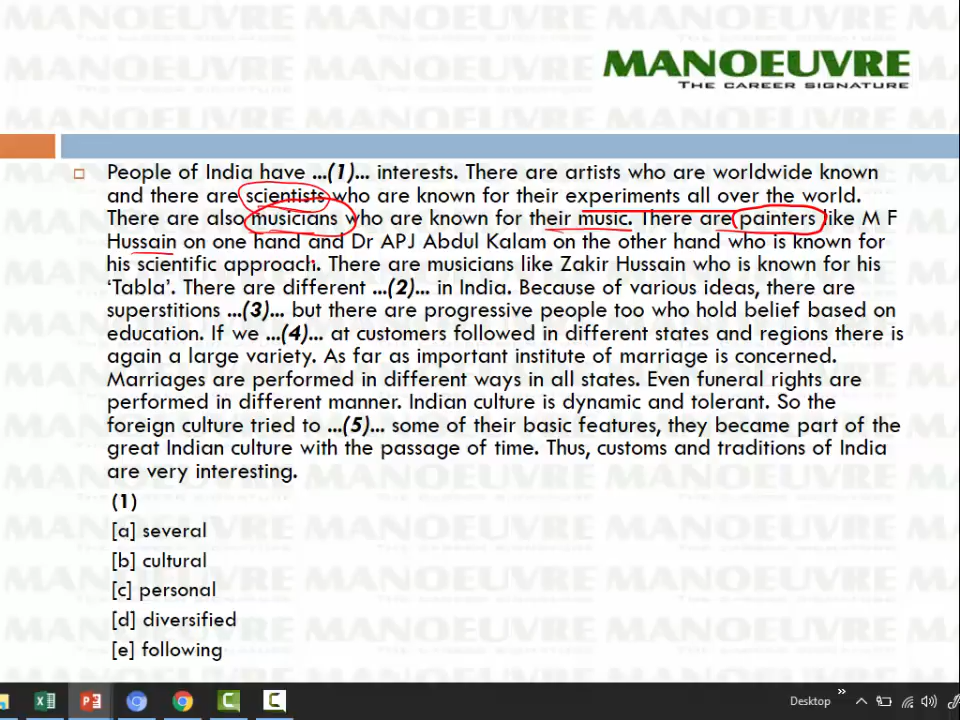 MANOEUVRE
THE CAREER SIGNATURE
People of India have ...(1)... interests. There are artists who are worldwide known
and there are scientists who are known for their experiments all over the world.
There are also musicians who are known for their music. There are painters like M F
Hussain on one hand and Dr APJ Abdul Kalam on the other hand who is known for
his scientific approach. There are musicians like Zakir Hussain who is known for his
‘Tabla’. There are different ...(2)... in India. Because of various ideas, there are
superstitions ...(3)... but there are progressive people too who hold belief based on
education. If we ...(4)... at customers followed in different states and regions there is
again a large variety. As far as important institute of marriage is concerned.
Marriages are performed in different ways in all states. Even funeral rights are
performed in different manner. Indian culture is dynamic and tolerant. So the
foreign culture tried to ...(5)... some of their basic features, they became part of the
great Indian culture with the passage of time. Thus, customs and traditions of India
are very interesting.
(1)
[a] several
[b] cultural
[c] personal
[d] diversified
[e] following
Desktop